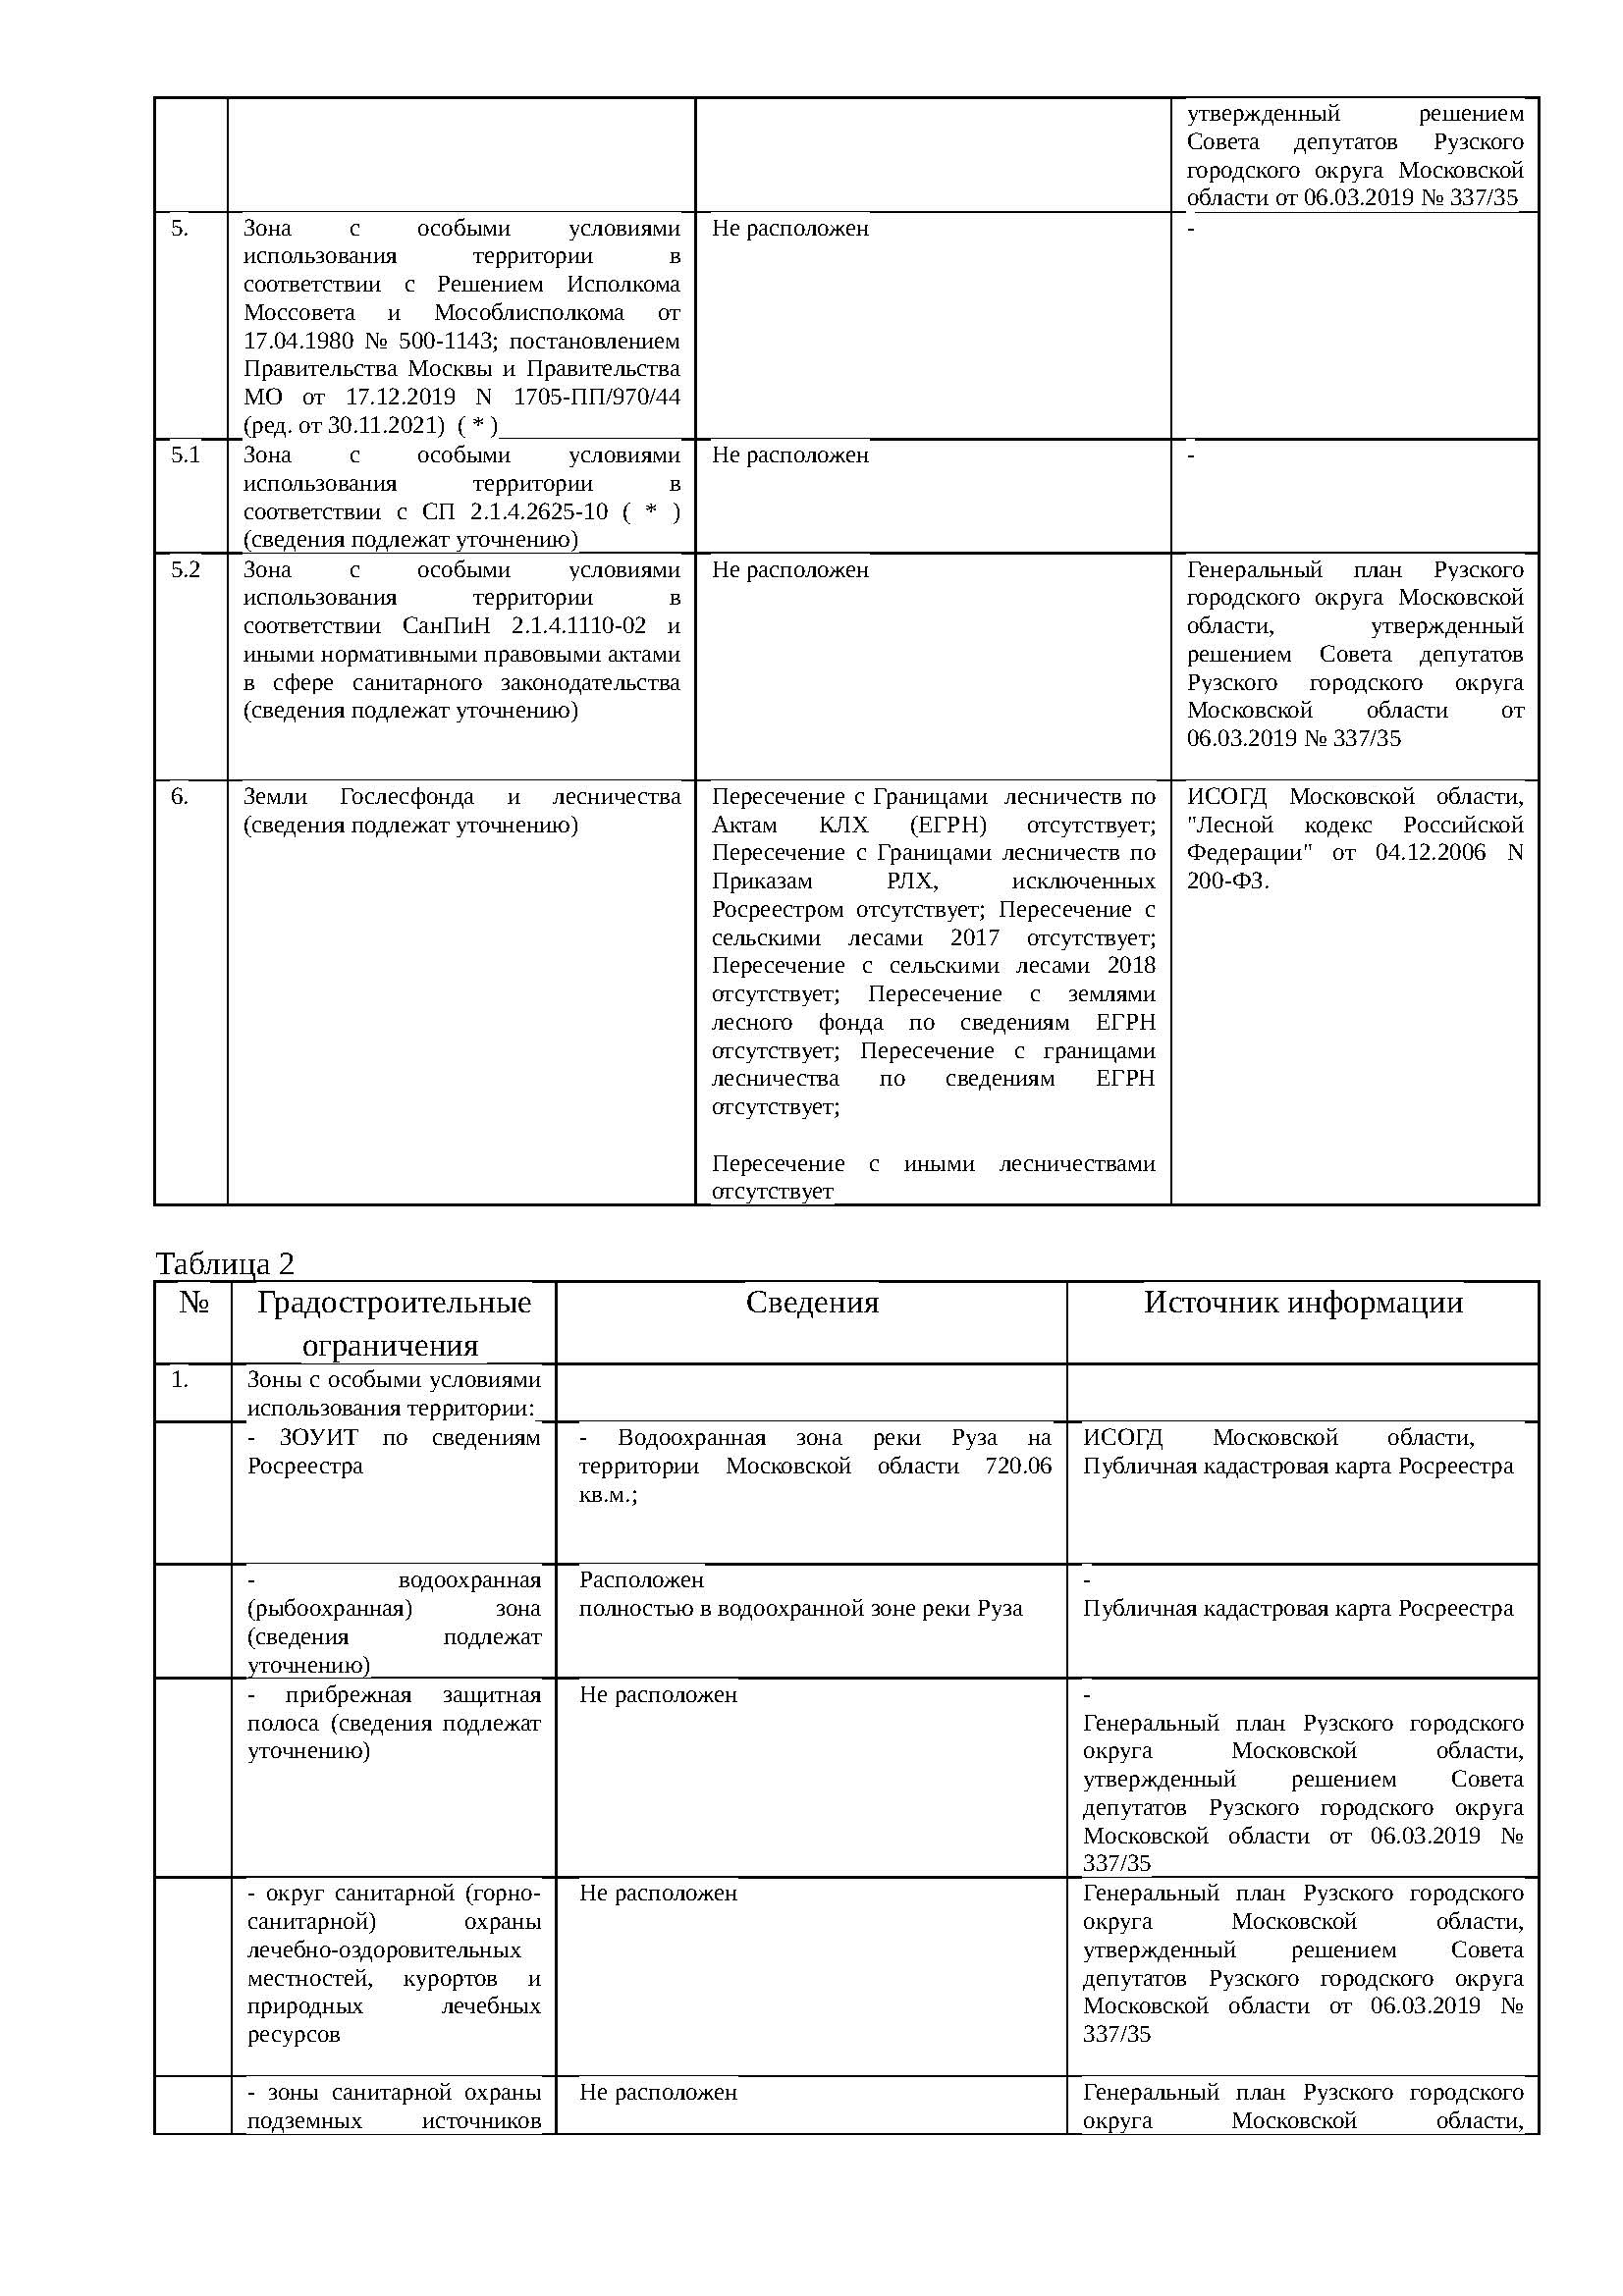 утвержденный решением
Совета депутатов Рузского
городского округа Московской
области от 06.03.2019 № 337/35
5.
Зона с особыми условиями
использования территории в
соответствии с Решением Исполкома
Моссовета и Мособлисполкома от
17.04.1980 № 500-1143; постановлением
Правительства Москвы и Правительства
МО от 17.12.2019 N 1705-ПП/970/44
(ред. от 30.11.2021) ( * )
Не расположен
-
5.1
Зона с особыми условиями
использования территории в
соответствии с СП 2.1.4.2625-10 ( * )
(сведения подлежат уточнению)
Не расположен
-
5.2
Зона с особыми условиями
использования территории в
соответствии СанПиН 2.1.4.1110-02 и
иными нормативными правовыми актами
в сфере санитарного законодательства
(сведения подлежат уточнению)
Не расположен
Генеральный план Рузского
городского округа Московской
области, утвержденный
решением Совета депутатов
Рузского городского округа
Московской области от
06.03.2019 № 337/35
6.
Земли Гослесфонда и лесничества
(сведения подлежат уточнению)
Пересечение с Границами лесничеств по
Актам КЛХ (ЕГРН) отсутствует;
Пересечение с Границами лесничеств по
Приказам РЛХ, исключенных
Росреестром отсутствует; Пересечение с
сельскими лесами 2017 отсутствует;
Пересечение с сельскими лесами 2018
отсутствует; Пересечение с землями
лесного фонда по сведениям ЕГРН
отсутствует; Пересечение с границами
лесничества по сведениям ЕГРН
отсутствует;
Пересечение с иными лесничествами
отсутствует
ИСОГД Московской области,
"Лесной кодекс Российской
Федерации" от 04.12.2006 N
200-ФЗ.
Таблица 2
№
Градостроительные
ограничения
Сведения
Источник информации
1.
Зоны с особыми условиями
использования территории:
- ЗОУИТ по сведениям
Росреестра
- Водоохранная зона реки Руза на
территории Московской области 720.06
кв.м.;
ИСОГД Московской области,
Публичная кадастровая карта Росреестра
- водоохранная
(рыбоохранная) зона
(сведения подлежат
уточнению)
Расположен
полностью в водоохранной зоне реки Руза
-
Публичная кадастровая карта Росреестра
- прибрежная защитная
полоса (сведения подлежат
уточнению)
Не расположен
-
Генеральный план Рузского городского
округа Московской области,
утвержденный решением Совета
депутатов Рузского городского округа
Московской области от 06.03.2019 №
337/35
- округ санитарной (горно-
санитарной) охраны
лечебно-оздоровительных
местностей, курортов и
природных лечебных
ресурсов
Не расположен
Генеральный план Рузского городского
округа Московской области,
утвержденный решением Совета
депутатов Рузского городского округа
Московской области от 06.03.2019 №
337/35
- зоны санитарной охраны
подземных источников
Не расположен
Генеральный план Рузского городского
округа Московской области,